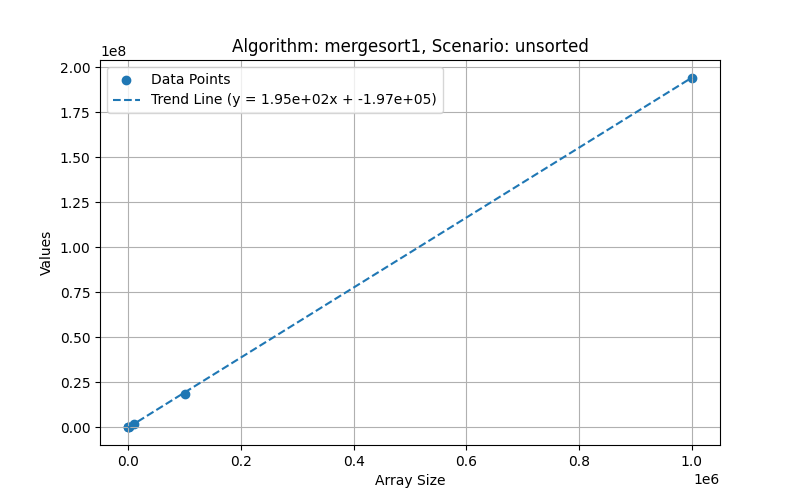 Algorithm: mergesort1, Scenario: unsorted
1e8
Data Points
Trend Line (y = 1.95e+02x + -1.97e+05)
2.00
1.75
1.50
1.25
1.00
0.75
0.50
0.25
0.00
Values
0.0 0.2 0.4 0.6 0.8 1.0
1e6
Array Size